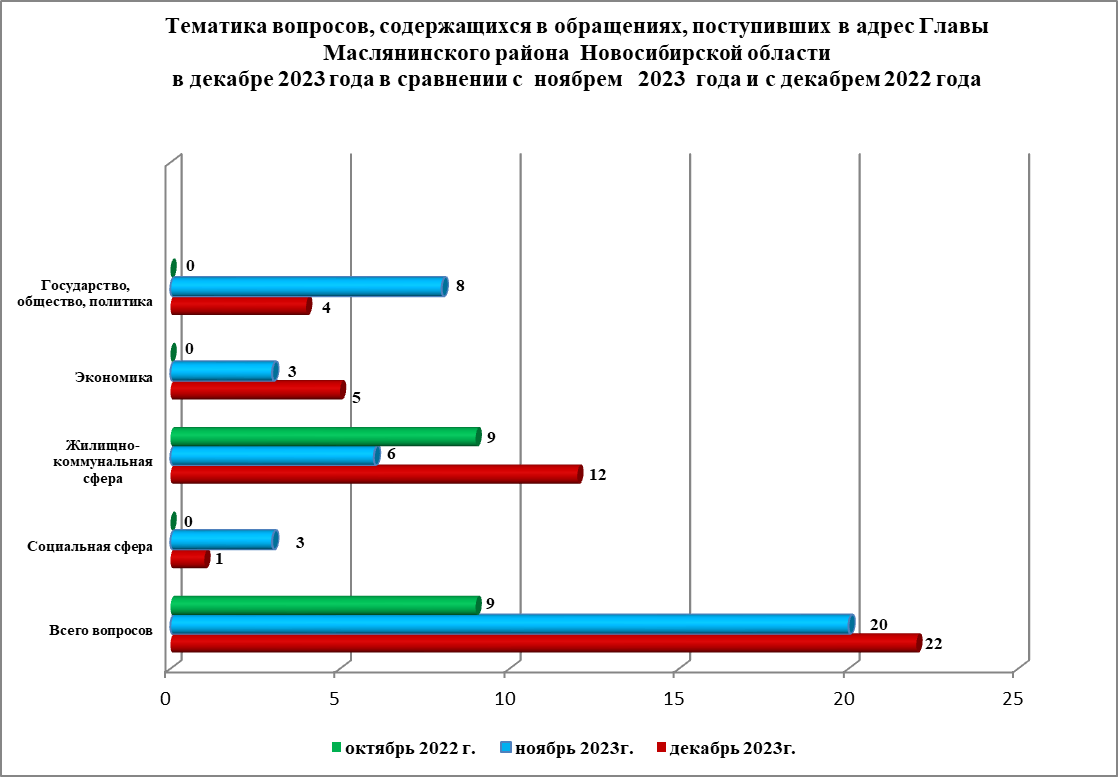 Тематика вопросов, содержащихся в обращениях, поступивших в адрес Главы
Маслянинского района Новосибирской области
в декабре 2023 года в сравнении с ноябрем 2023 года и с декабрем 2022 года
0
Государство,
общество, политика
8
4
0
Экономика
3
5
Жилищно-
коммунальная
сфера
9
6
12
0
Социальная сфера
3
1
9
Всего вопросов
20
22
0
5
10
15
20
25
октябрь 2022 г.
ноябрь 2023г.
декабрь 2023г.